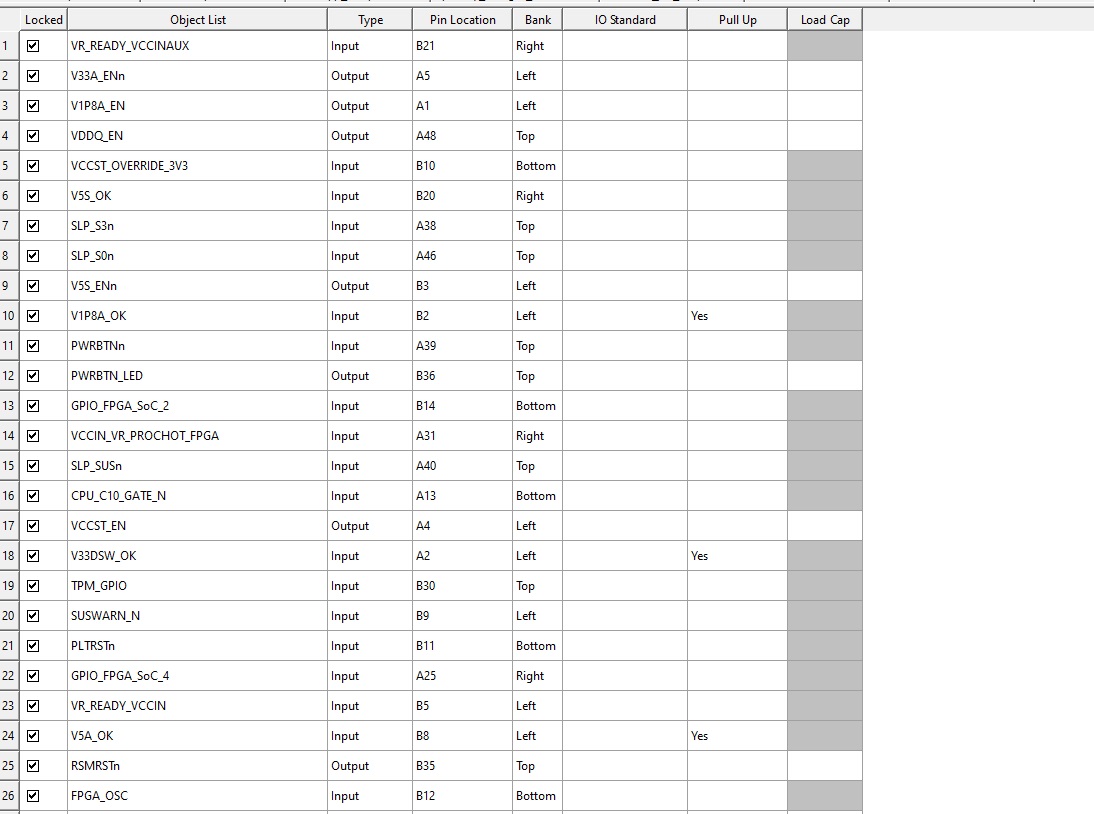 Locked Object List Type Pin Location Bank IO Standard Pull Up Load Cap
1 VR_READY_VCCINAUX Input B21 Right
2 V33A_ENn Output A5 Left
3 V1P8A_EN Output A1 Left
4 VDDQ_EN Output A48 Top
5 VCCST_OVERRIDE_3V3 Input B10 Bottom
6 V5S_OK Input B20 Right
7 SLP_S3n Input A38 Top
8 SLP_S0n Input A46 Top
9 V5S_ENn Output B3 Left
10 V1P8A_OK Input B2 Left Yes
11 PWRBTNn Input A39 Top
12 PWRBTN_LED Output B36 Top
13 GPIO_FPGA_SoC_2 Input B14 Bottom
14 VCCIN_VR_PROCHOT_FPGA Input A31 Right
15 SLP_SUSn Input A40 Top
16 CPU_C10_GATE_N Input A13 Bottom
17 VCCST_EN Output A4 Left
18 V33DSW_OK Input A2 Left Yes
19 TPM_GPIO Input B30 Top
20 SUSWARN_N Input B9 Left
21 PLTRSTn Input B11 Bottom
22 GPIO_FPGA_SoC_4 Input A25 Right
23 VR_READY_VCCIN Input B5 Left
24 V5A_OK Input B8 Left Yes
25 RSMRSTn Output B35 Top
26 FPGA_OSC Input B12 Bottom